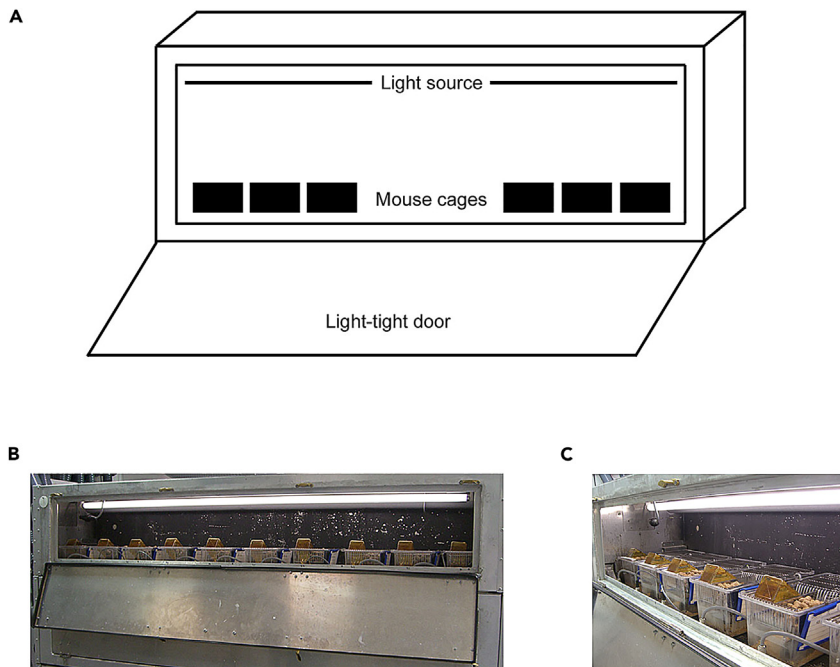 A
Light source
Mouse cages
Light-tight door
B
C